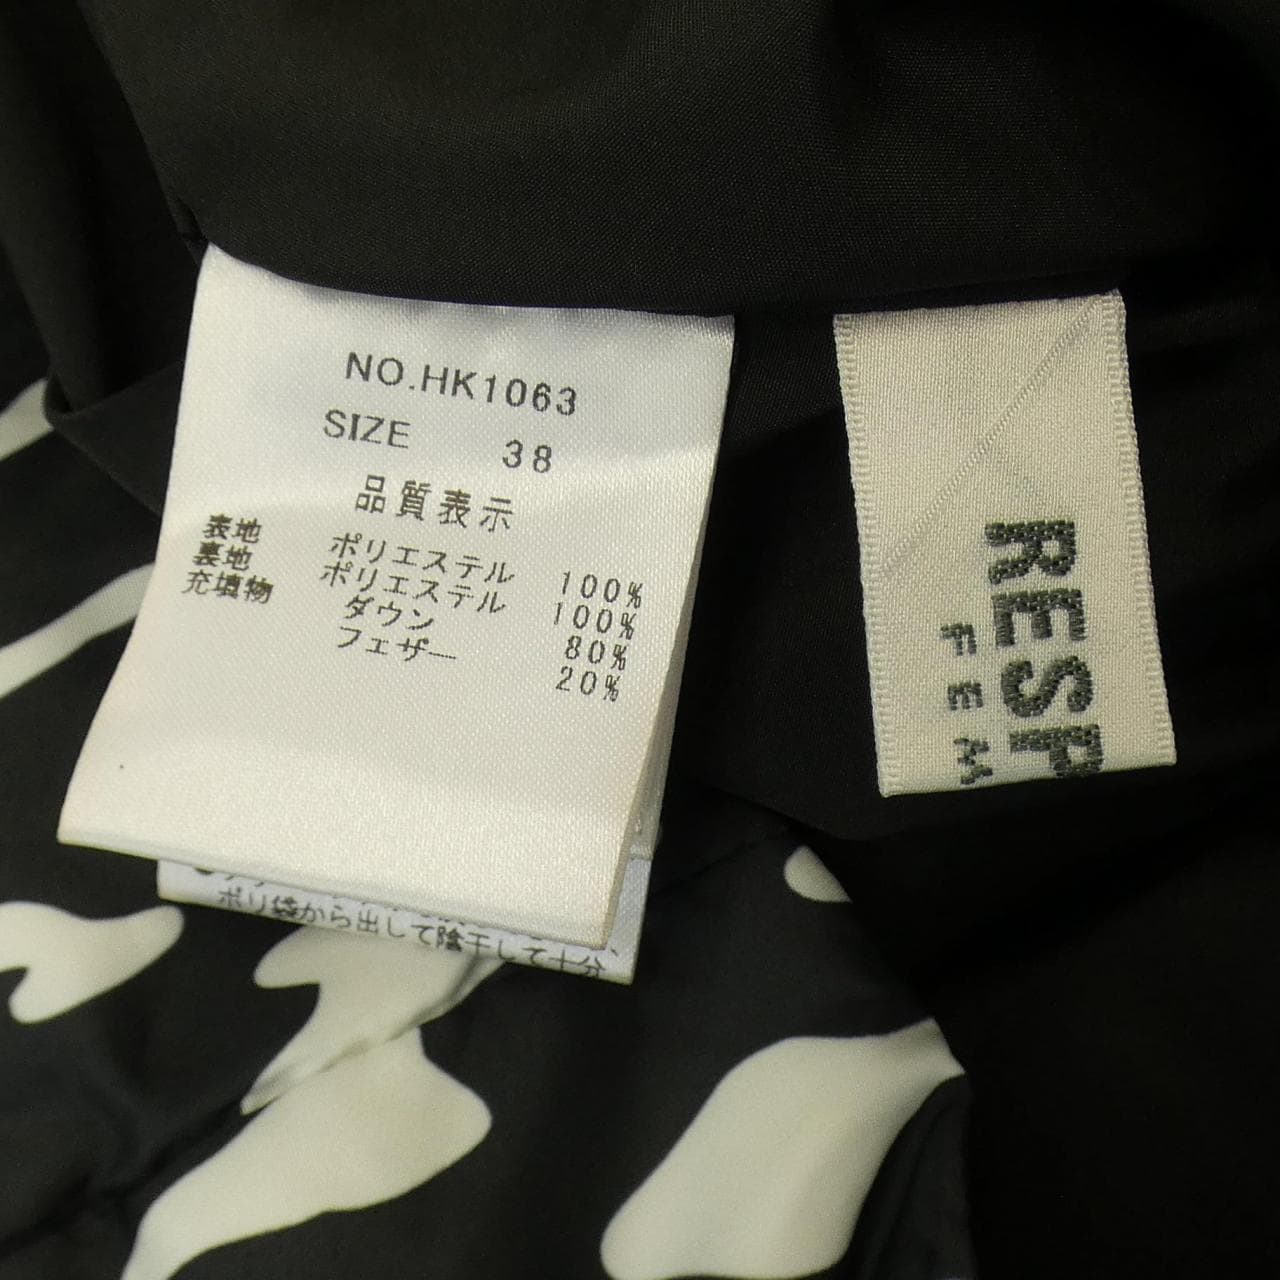 NO.HK1063
SIZE 38
品質表示
表地 ポリエステル 100%
裏地 ポリエステル 100%
充填物 ダウン 80%
フェザー 20%
ポリ袋から出して陰干して十分
RESP
FEM